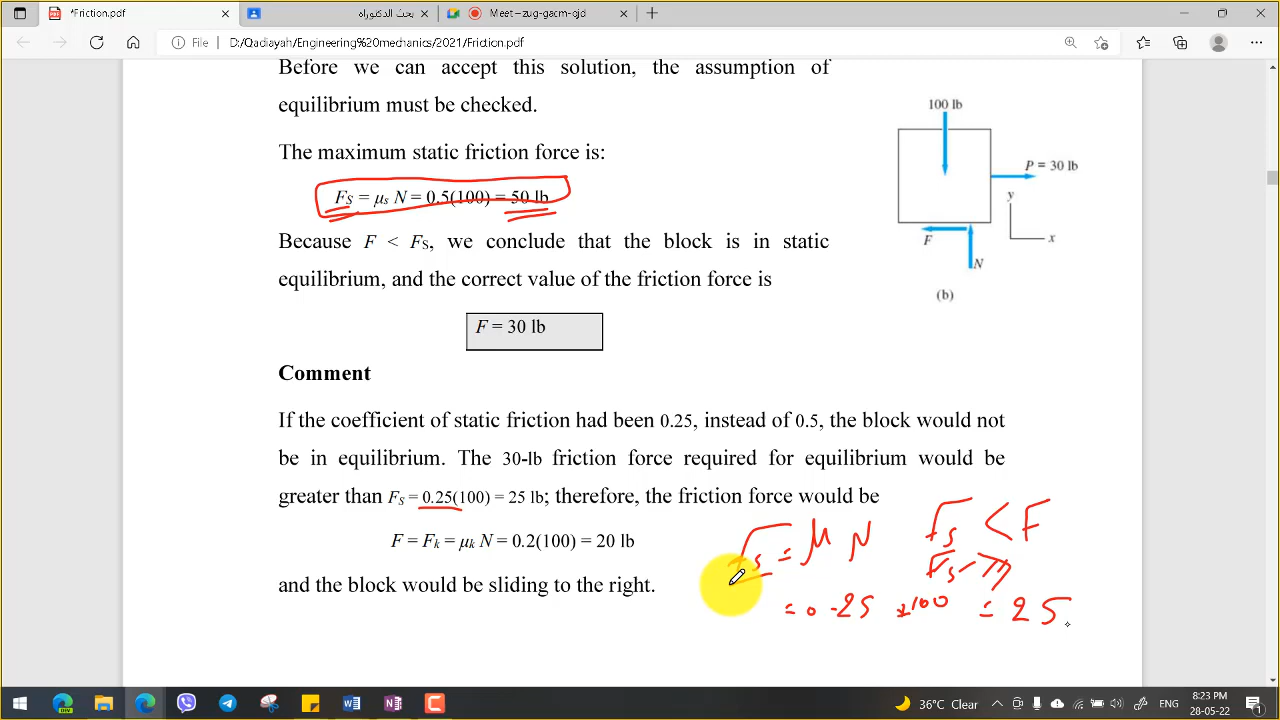 *Friction.pdf
بحث الدكتوراه
Meet-zug-gacm-qjd
File
D:/Qadiayah/Engineering%20mechanics/2021/Friction.pdf
Before we can accept this solution, the assumption of
equilibrium must be checked.
The maximum static friction force is:
FS = μs N = 0.5(100) = 50 lb
Because F < FS, we conclude that the block is in static
equilibrium, and the correct value of the friction force is
F = 30 lb
100 lb
P = 30 lb
y
x
F
N
(b)
Comment
If the coefficient of static friction had been 0.25, instead of 0.5, the block would not
be in equilibrium. The 30-lb friction force required for equilibrium would be
greater than FS = 0.25(100) = 25 lb; therefore, the friction force would be
F = Fk = μk N = 0.2(100) = 20 lb
and the block would be sliding to the right.
Fs = μ N
Fs < F
= 0.25 × 100 = 25
36°C Clear
8:23 PM
28-05-22